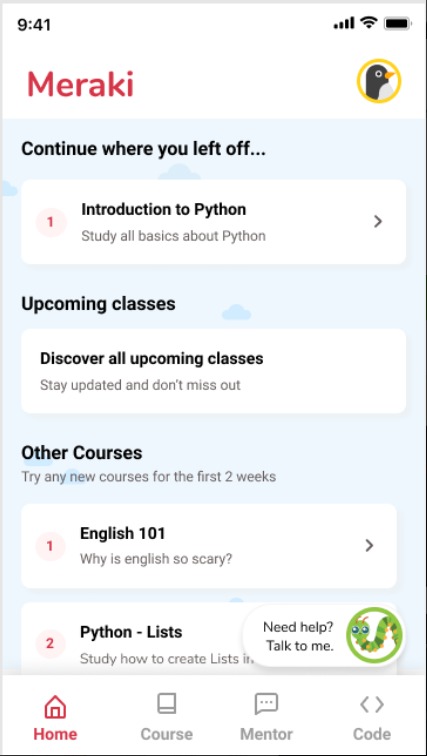 9:41
Meraki
Continue where you left off...
1
Introduction to Python
Study all basics about Python
Upcoming classes
Discover all upcoming classes
Stay updated and don't miss out
Other Courses
Try any new courses for the first 2 weeks
1
English 101
Why is english so scary?
2
Python - Lists
Study how to create Lists in
Need help?
Talk to me.
Home
Course
Mentor
Code